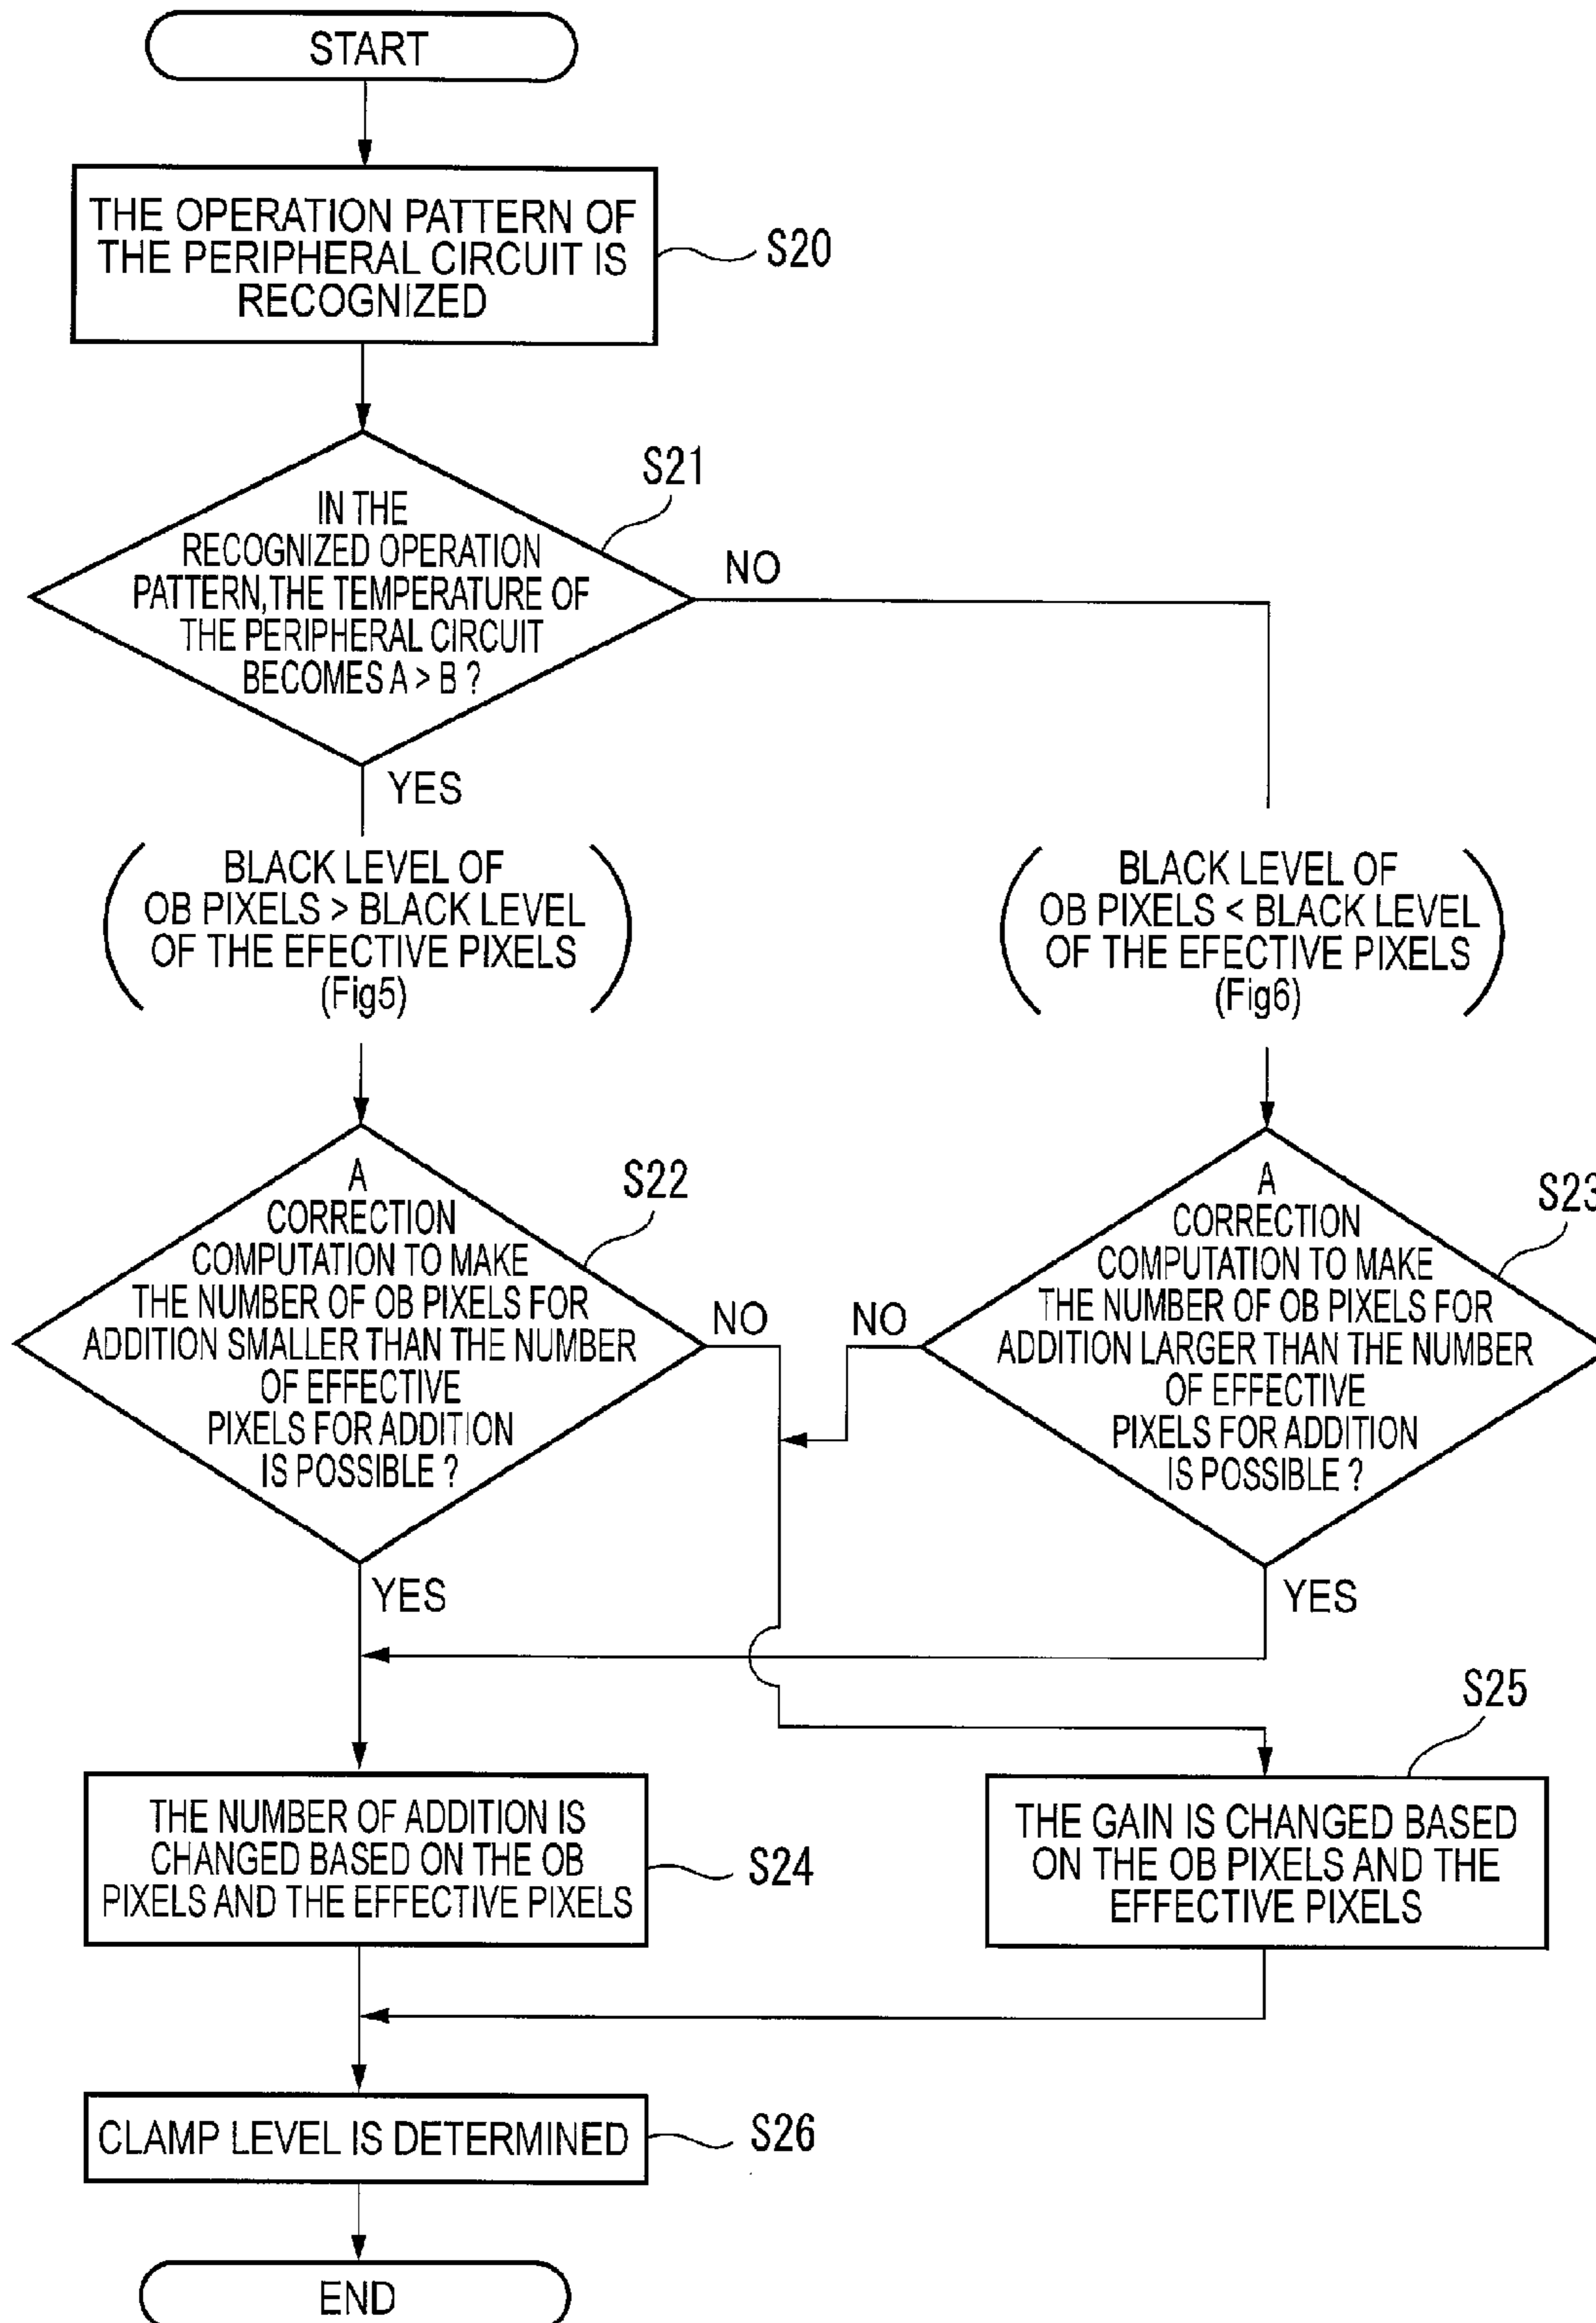 START
THE OPERATION PATTERN OF
THE PERIPHERAL CIRCUIT IS
RECOGNIZED
S20
S21
IN THE
RECOGNIZED OPERATION
PATTERN,THE TEMPERATURE OF
THE PERIPHERAL CIRCUIT
BECOMES A > B ?
NO
YES
BLACK LEVEL OF
OB PIXELS > BLACK LEVEL
OF THE EFECTIVE PIXELS
(Fig5)
BLACK LEVEL OF
OB PIXELS < BLACK LEVEL
OF THE EFECTIVE PIXELS
(Fig6)
S22
A
CORRECTION
COMPUTATION TO MAKE
THE NUMBER OF OB PIXELS FOR
ADDITION SMALLER THAN THE NUMBER
OF EFFECTIVE
PIXELS FOR ADDITION
IS POSSIBLE ?
NO
YES
S23
A
CORRECTION
COMPUTATION TO MAKE
THE NUMBER OF OB PIXELS FOR
ADDITION LARGER THAN THE NUMBER
OF EFFECTIVE
PIXELS FOR ADDITION
IS POSSIBLE ?
NO
YES
THE NUMBER OF ADDITION IS
CHANGED BASED ON THE OB
PIXELS AND THE EFFECTIVE PIXELS
S24
S25
THE GAIN IS CHANGED BASED
ON THE OB PIXELS AND THE
EFFECTIVE PIXELS
CLAMP LEVEL IS DETERMINED
S26
END